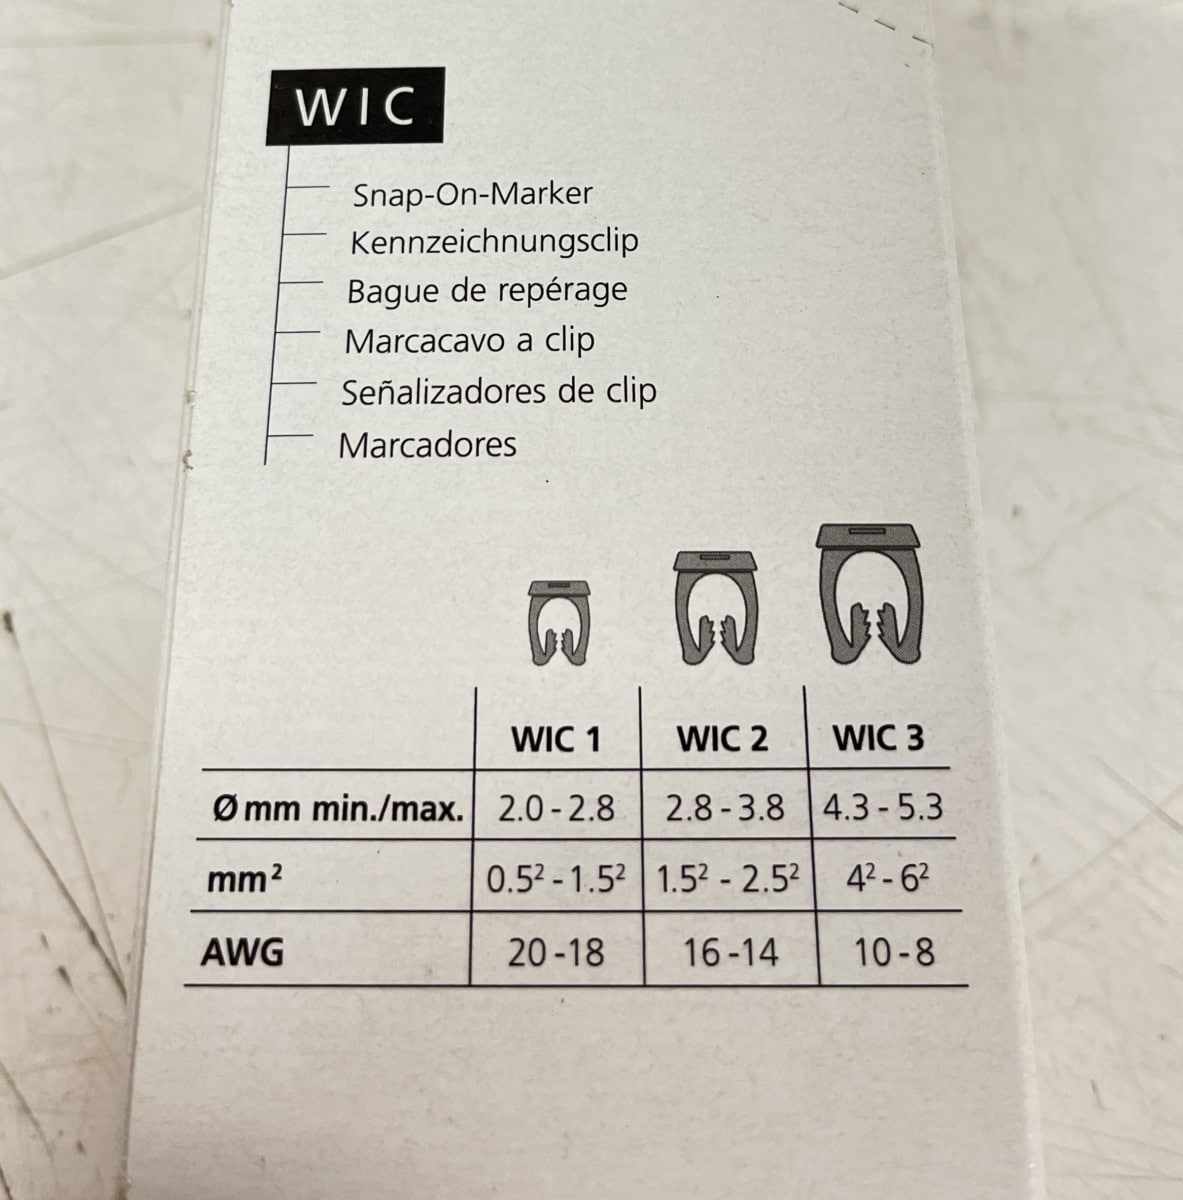 WIC
Snap-On-Marker
Kennzeichnungsclip
Bague de repérage
Marcacavo a clip
Señalizadores de clip
Marcadores
WIC 1 WIC 2 WIC 3
Ø mm min./max. 2.0 - 2.8 2.8 - 3.8 4.3 - 5.3
mm² 0.5² - 1.5² 1.5² - 2.5² 4² - 6²
AWG 20 - 18 16 - 14 10 - 8